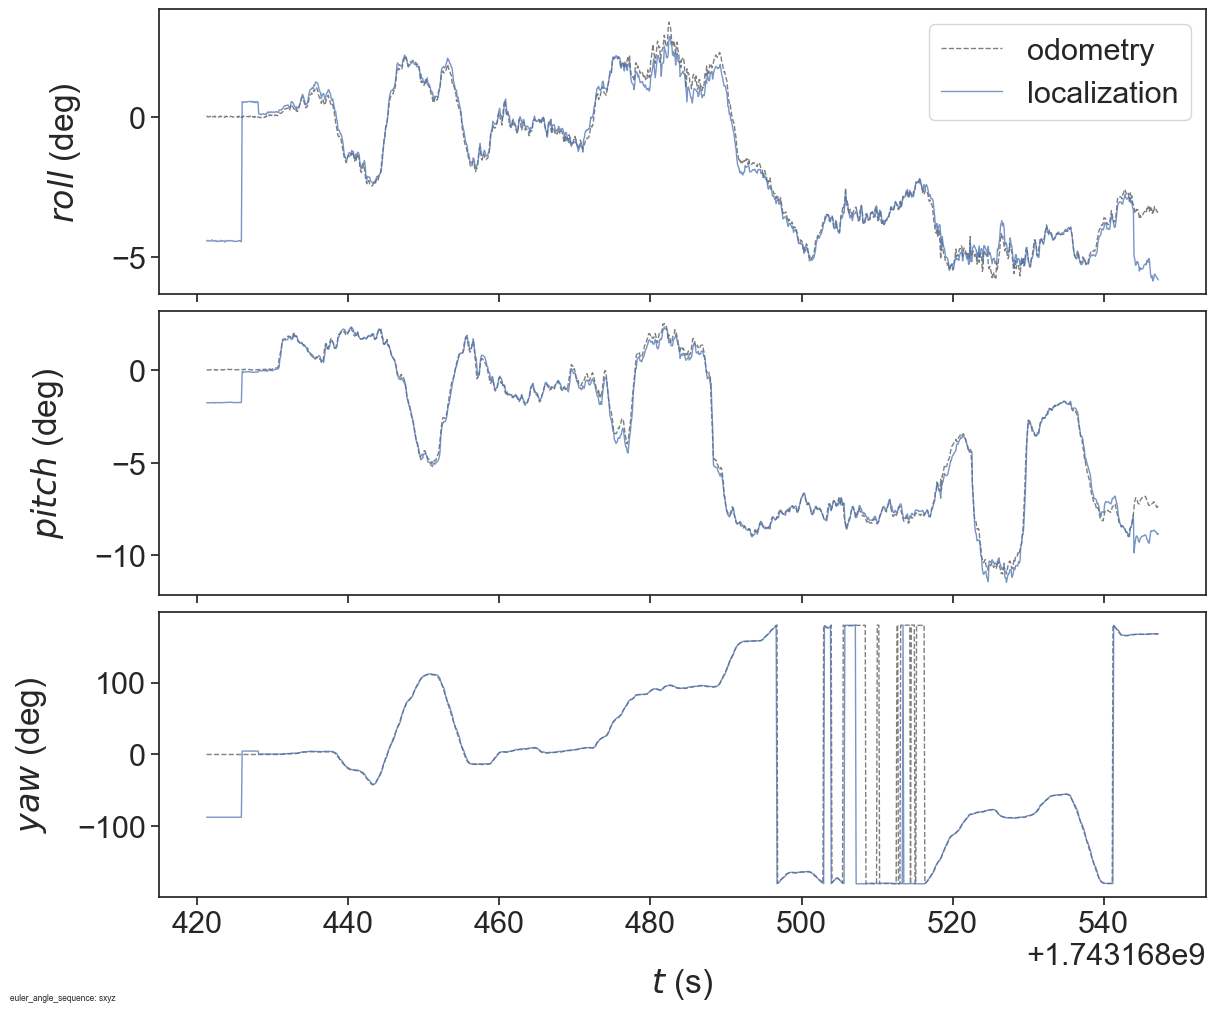 odometry
localization
roll (deg)
0
−5
pitch (deg)
0
−5
−10
yaw (deg)
100
0
−100
420 440 460 480 500 520 540
+1.743168e9
t (s)
euler_angle_sequence: sxyz